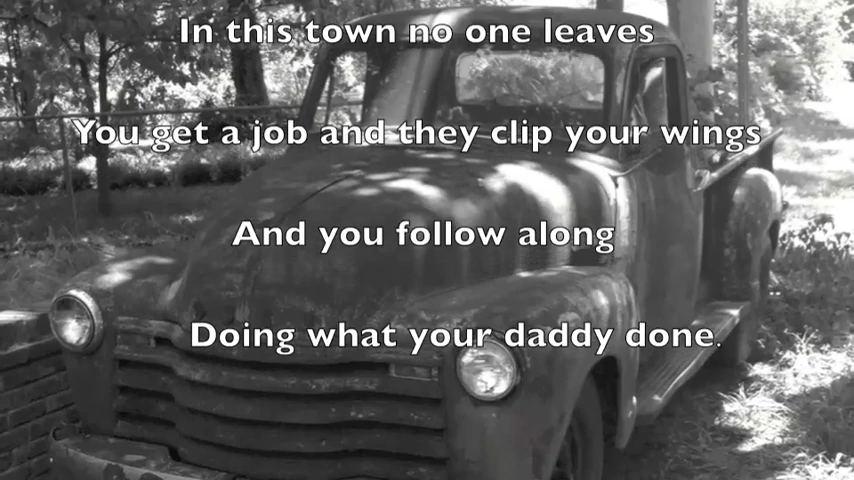 In this town no one leaves
You get a job and they clip your wings
And you follow along
Doing what your daddy done.